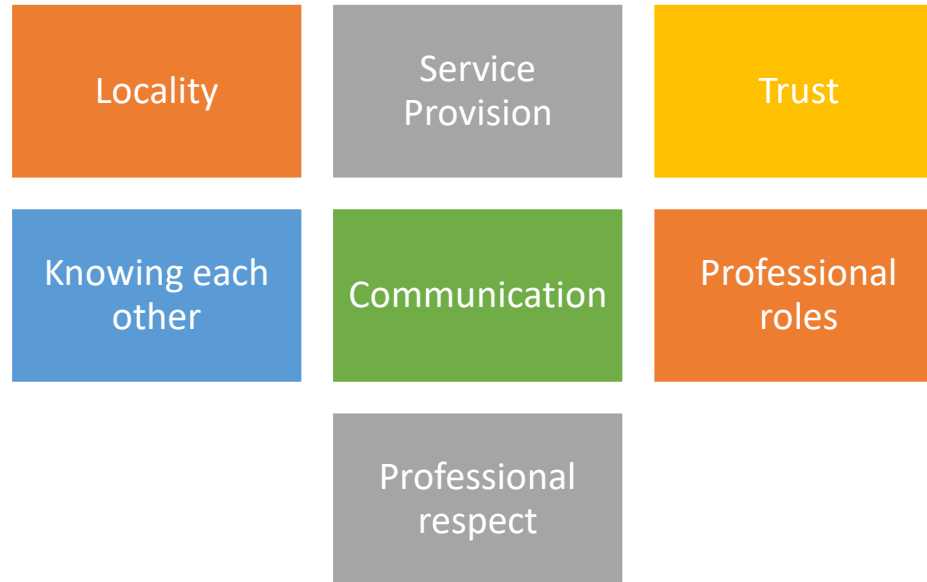 Locality
Service
Provision
Trust
Knowing each
other
Communication
Professional
roles
Professional
respect